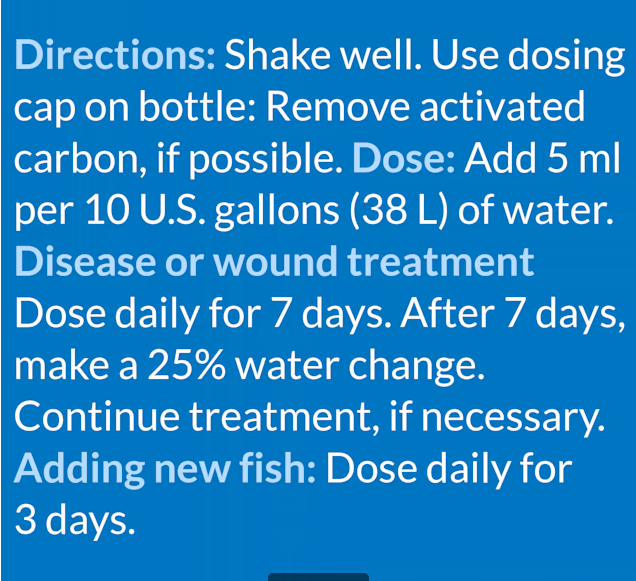 Directions: Shake well. Use dosing
cap on bottle: Remove activated
carbon, if possible. Dose: Add 5 ml
per 10 U.S. gallons (38 L) of water.
Disease or wound treatment
Dose daily for 7 days. After 7 days,
make a 25% water change.
Continue treatment, if necessary.
Adding new fish: Dose daily for
3 days.